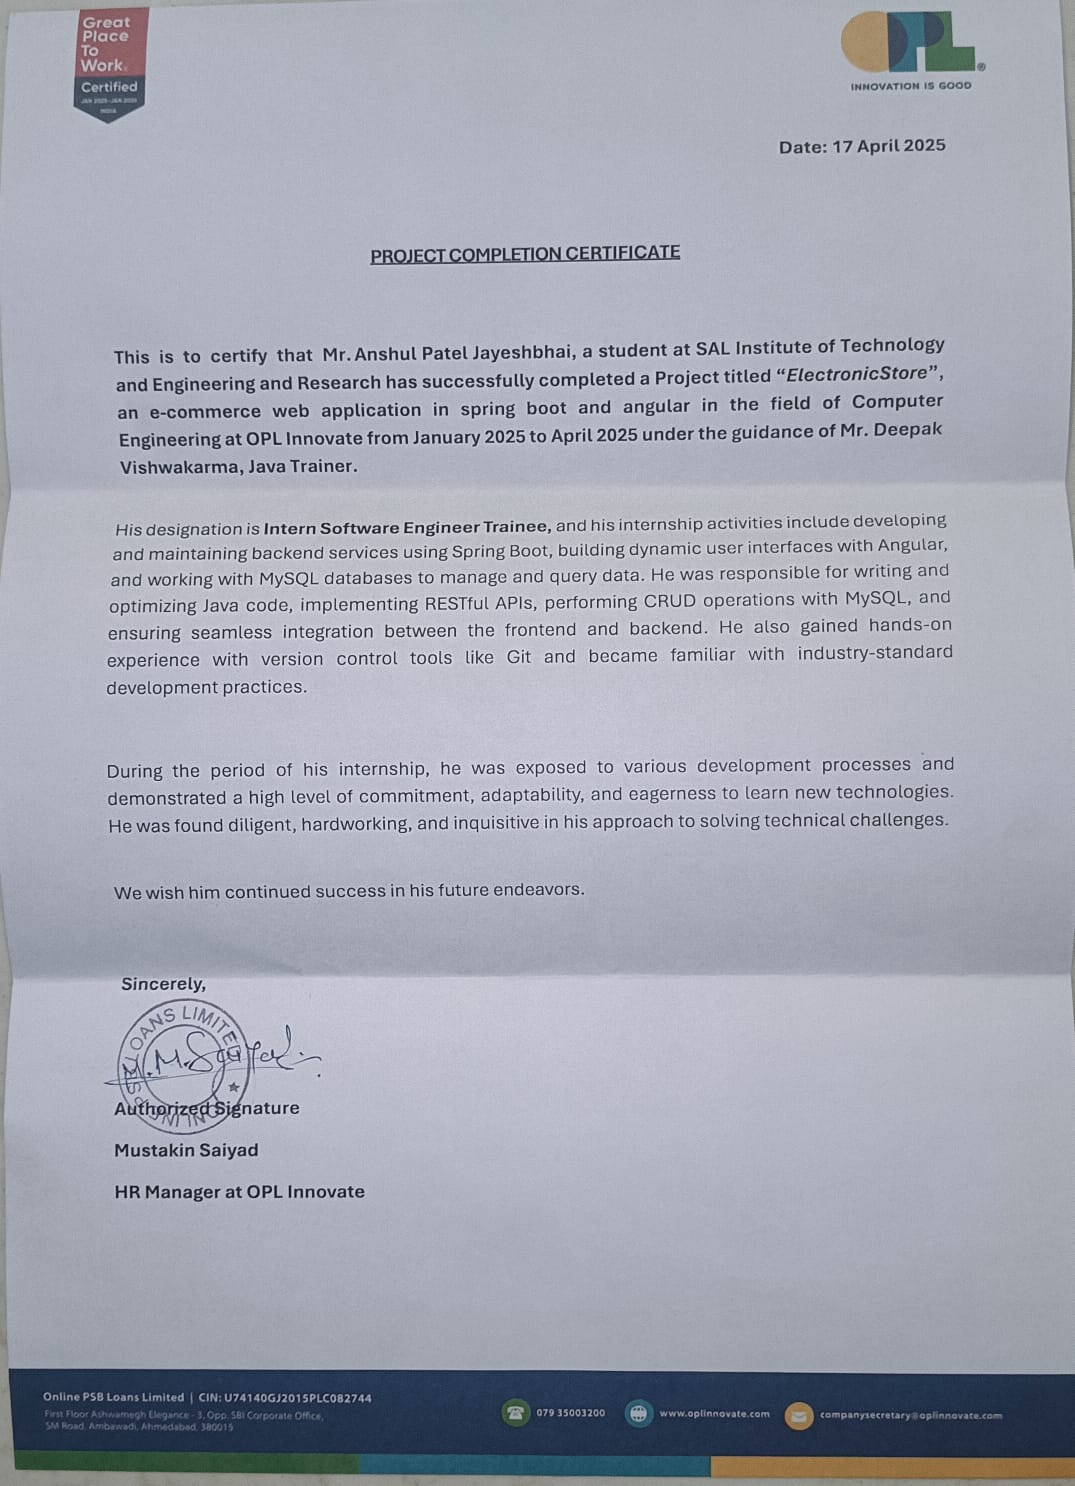 Great
Place
To
Work.
Certified
JAN 2025-JAN 2026
INDIA
OPL®
INNOVATION IS GOOD
Date: 17 April 2025
PROJECT COMPLETION CERTIFICATE
This is to certify that Mr. Anshul Patel Jayeshbhai, a student at SAL Institute of Technology
and Engineering and Research has successfully completed a Project titled “ElectronicStore”,
an e-commerce web application in spring boot and angular in the field of Computer
Engineering at OPL Innovate from January 2025 to April 2025 under the guidance of Mr. Deepak
Vishwakarma, Java Trainer.
His designation is Intern Software Engineer Trainee, and his internship activities include developing
and maintaining backend services using Spring Boot, building dynamic user interfaces with Angular,
and working with MySQL databases to manage and query data. He was responsible for writing and
optimizing Java code, implementing RESTful APIs, performing CRUD operations with MySQL, and
ensuring seamless integration between the frontend and backend. He also gained hands-on
experience with version control tools like Git and became familiar with industry-standard
development practices.
During the period of his internship, he was exposed to various development processes and
demonstrated a high level of commitment, adaptability, and eagerness to learn new technologies.
He was found diligent, hardworking, and inquisitive in his approach to solving technical challenges.
We wish him continued success in his future endeavors.
Sincerely,
ONLINE PSB LOANS LIMITED
Authorized Signature
Mustakin Saiyad
HR Manager at OPL Innovate
Online PSB Loans Limited | CIN: U74140GJ2015PLC082744
First Floor Ashwamegh Elegance - 3, Opp. SBI Corporate Office,
SM Road, Ambawadi, Ahmedabad, 380015
079 35003200
www.oplinnovate.com
companysecretary@oplinnovate.com